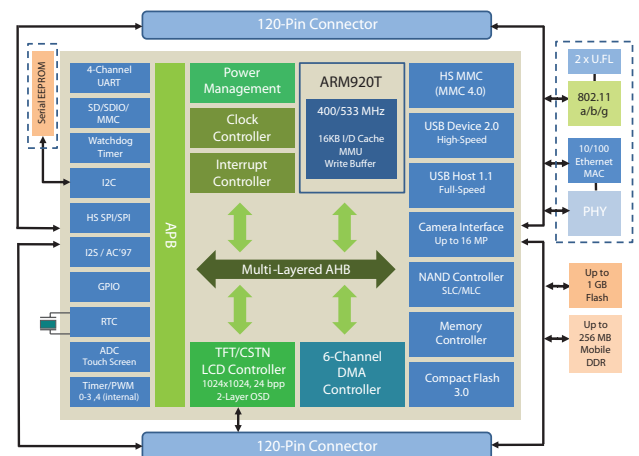 120-Pin Connector
Serial EEPROM
4-Channel
UART
SD/SDIO/
MMC
Watchdog
Timer
I2C
HS SPI/SPI
I2S / AC'97
GPIO
RTC
ADC
Touch Screen
Timer/PWM
0-3 ,4 (internal)
APB
Power
Management
Clock
Controller
Interrupt
Controller
ARM920T
400/533 MHz
16KB I/D Cache
MMU
Write Buffer
Multi-Layered AHB
TFT/CSTN
LCD Controller
1024x1024, 24 bpp
2-Layer OSD
6-Channel
DMA
Controller
HS MMC
(MMC 4.0)
USB Device 2.0
High-Speed
USB Host 1.1
Full-Speed
Camera Interface
Up to 16 MP
NAND Controller
SLC/MLC
Memory
Controller
Compact Flash
3.0
2 x U.FL
802.11
a/b/g
10/100
Ethernet
MAC
PHY
Up to
1 GB
Flash
Up to
256 MB
Mobile
DDR
120-Pin Connector